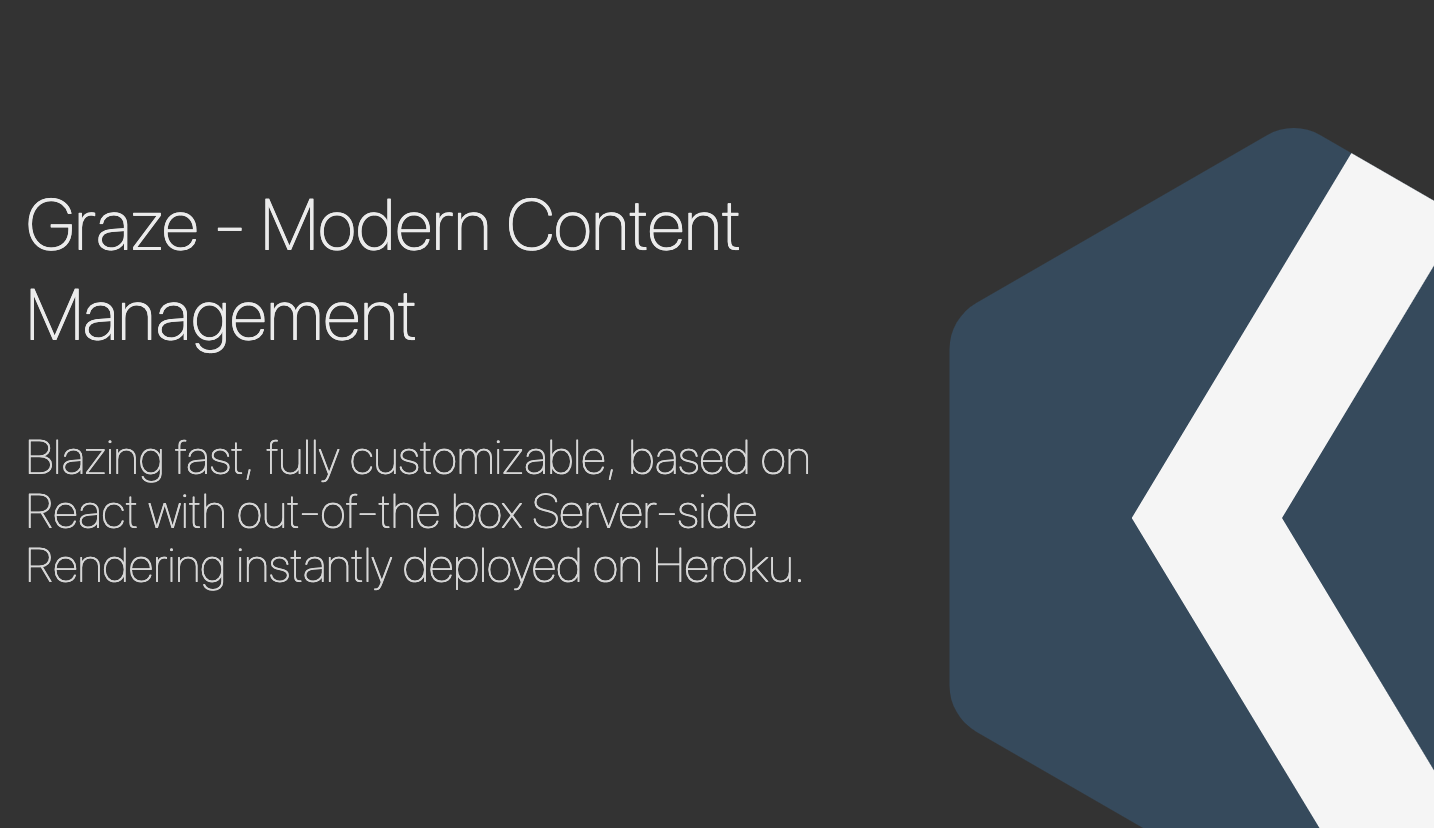 Graze - Modern Content
Management
Blazing fast, fully customizable, based on
React with out-of-the box Server-side
Rendering instantly deployed on Heroku.